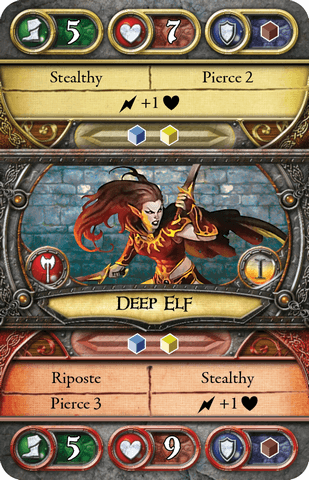 5 7
Stealthy Pierce 2
+1
DEEP ELF
I
Riposte Stealthy
Pierce 3 +1
5 9